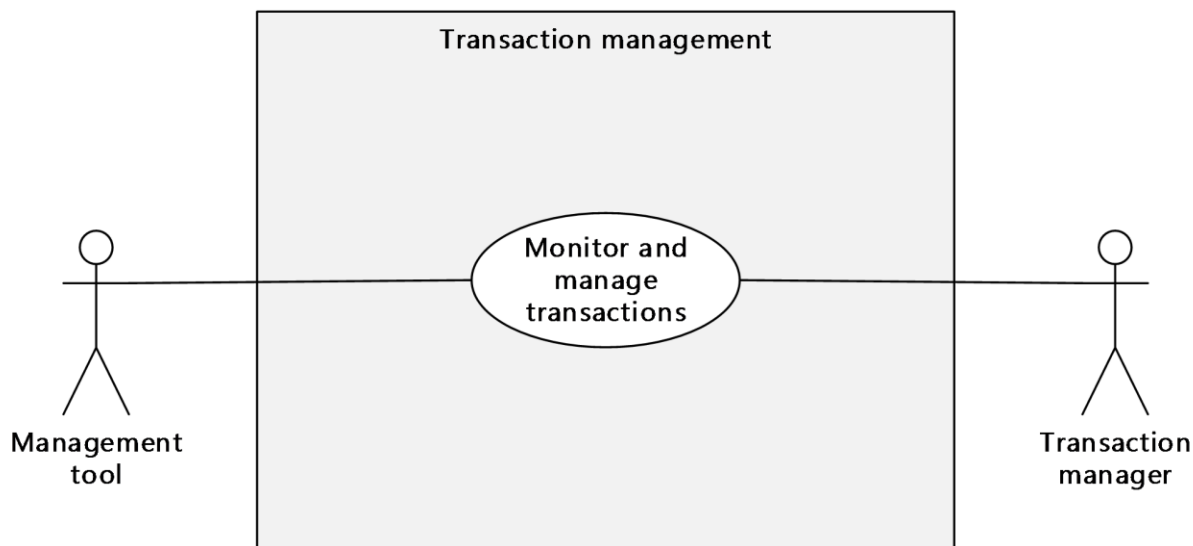 Transaction management
Monitor and
manage
transactions
Management
tool
Transaction
manager